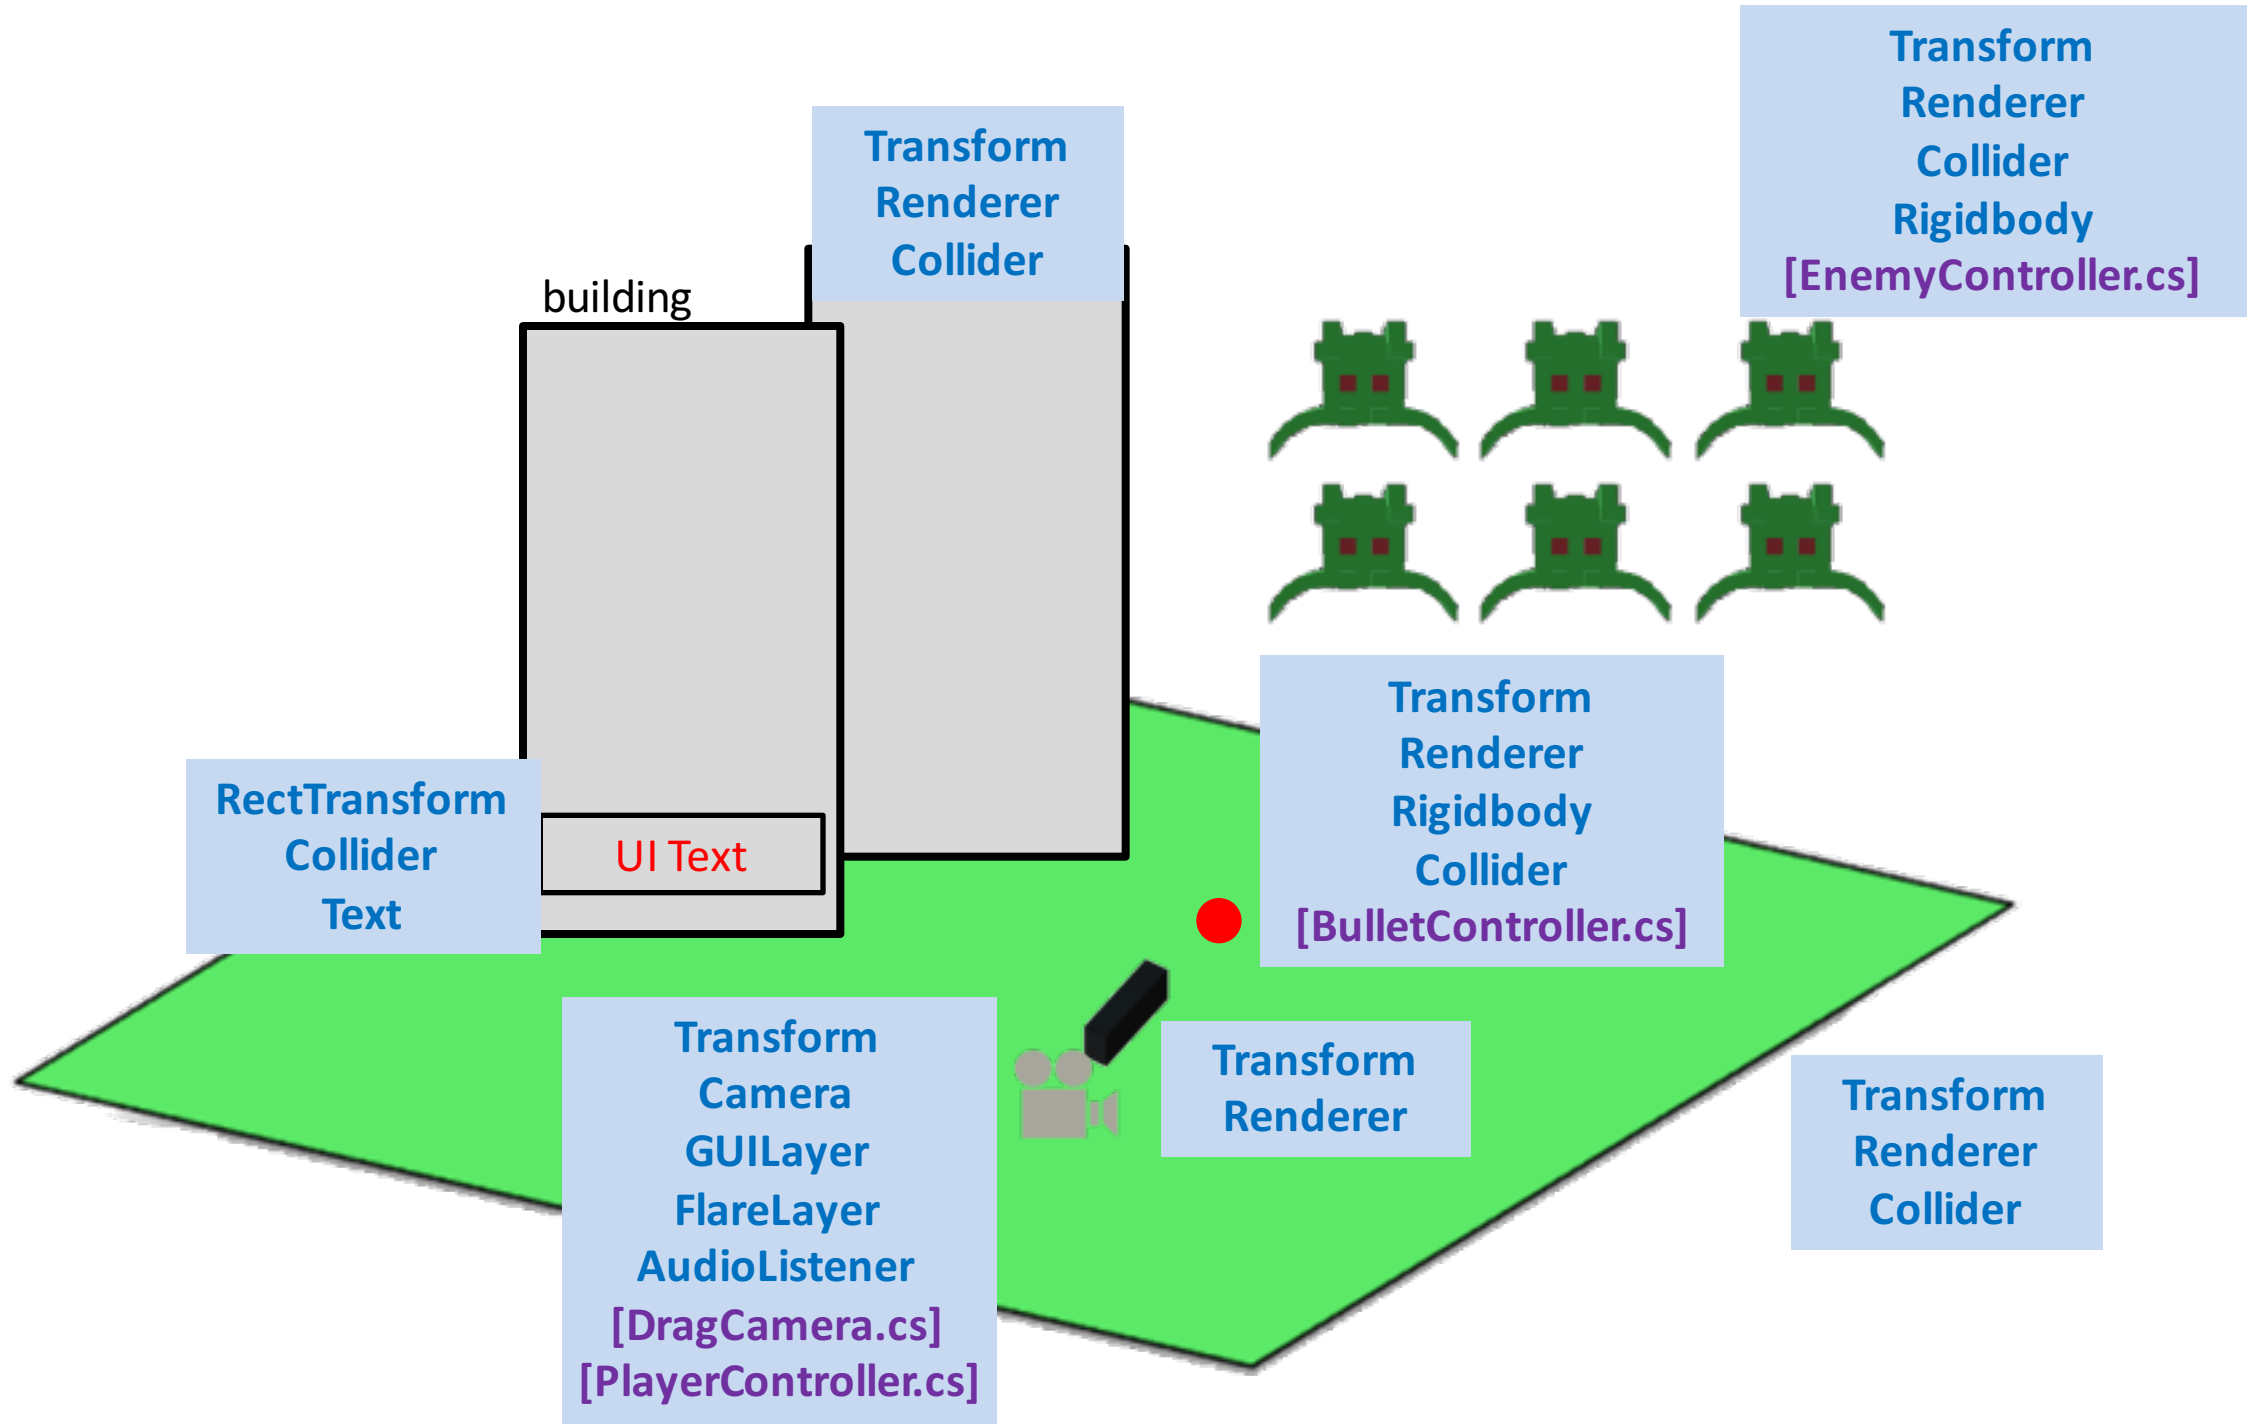 Transform
Renderer
Collider
Rigidbody
[EnemyController.cs]
Transform
Renderer
Collider
building
Transform
Renderer
Rigidbody
Collider
[BulletController.cs]
RectTransform
Collider
Text
UI Text
Transform
Camera
GUILayer
FlareLayer
AudioListener
[DragCamera.cs]
[PlayerController.cs]
Transform
Renderer
Transform
Renderer
Collider